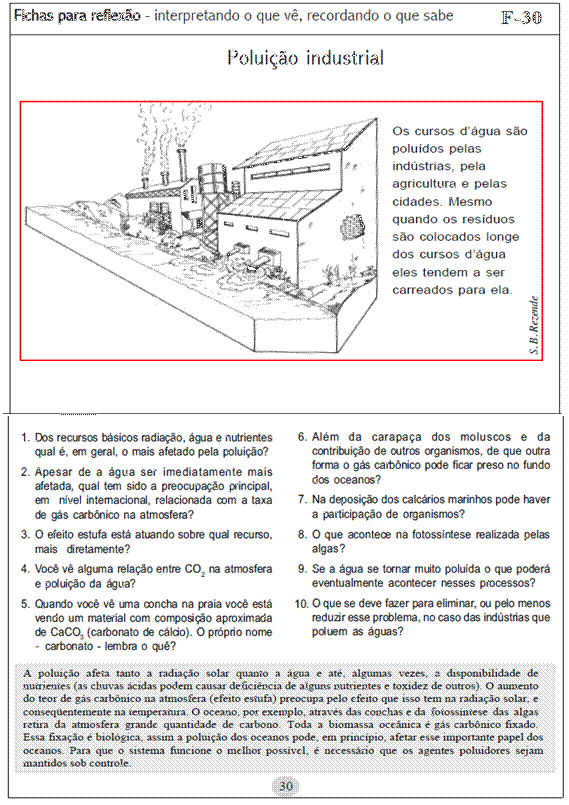 Fichas para reflexão - interpretando o que vê, recordando o que sabe
F-30
Poluição industrial
Os cursos d'água são
poluídos pelas
indústrias, pela
agricultura e pelas
cidades. Mesmo
quando os resíduos
são colocados longe
dos cursos d'água
eles tendem a ser
carreados para ela.
S.B.Rezende
1. Dos recursos básicos radiação, água e nutrientes
qual é, em geral, o mais afetado pela poluição?
2. Apesar de a água ser imediatamente mais
afetada, qual tem sido a preocupação principal,
em nível internacional, relacionada com a taxa
de gás carbônico na atmosfera?
3. O efeito estufa está atuando sobre qual recurso,
mais diretamente?
4. Você vê alguma relação entre CO2 na atmosfera
e poluição da água?
5. Quando você vê uma concha na praia você está
vendo um material com composição aproximada
de CaCO3 (carbonato de cálcio). O próprio nome
- carbonato - lembra o quê?
6. Além da carapaça dos moluscos e da
contribuição de outros organismos, de que outra
forma o gás carbônico pode ficar preso no fundo
dos oceanos?
7. Na deposição dos calcários marinhos pode haver
a participação de organismos?
8. O que acontece na fotossíntese realizada pelas
algas?
9. Se a água se tornar muito poluída o que poderá
eventualmente acontecer nesses processos?
10. O que se deve fazer para eliminar, ou pelo menos
reduzir esse problema, no caso das indústrias que
poluem as águas?
A poluição afeta tanto a radiação solar quanto a água e até, algumas vezes, a disponibilidade de
nutrientes (as chuvas ácidas podem causar deficiência de alguns nutrientes e toxidez de outros). O aumento
do teor de gás carbônico na atmosfera (efeito estufa) preocupa pelo efeito que isso tem na radiação solar, e
conseqüentemente na temperatura. O oceano, por exemplo, através das conchas e da fotossíntese das algas
retira da atmosfera grande quantidade de carbono. Toda a biomassa oceânica é gás carbônico fixado.
Essa fixação é biológica, assim a poluição dos oceanos pode, em princípio, afetar esse importante papel dos
oceanos. Para que o sistema funcione o melhor possível, é necessário que os agentes poluidores sejam
mantidos sob controle.
30